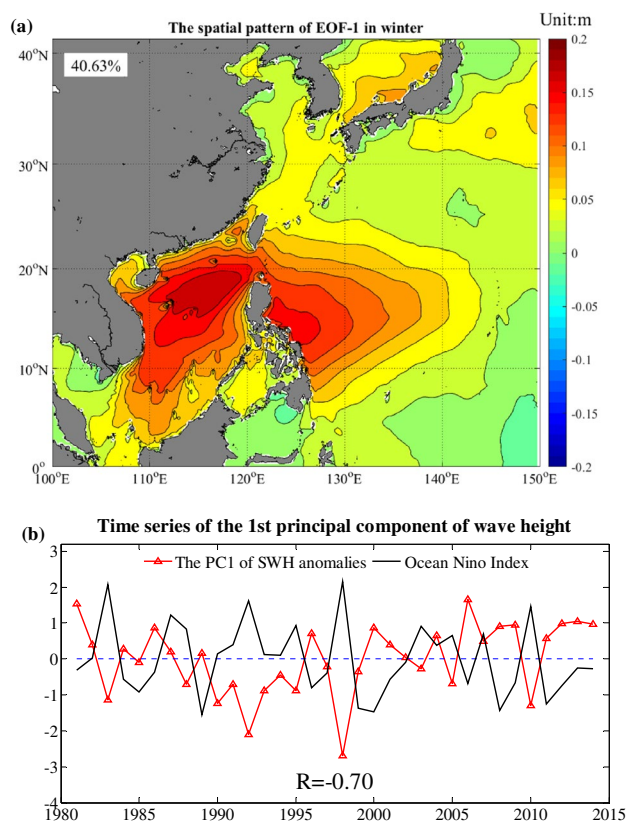 (a)
The spatial pattern of EOF-1 in winter
Unit:m
40.63%
40°N
30°N
20°N
10°N
0°
100°E 110°E 120°E 130°E 140°E 150°E
0.2
0.15
0.1
0.05
0
-0.05
-0.1
-0.15
-0.2
(b)
Time series of the 1st principal component of wave height
The PC1 of SWH anomalies Ocean Nino Index
3
2
1
0
-1
-2
-3
-4
R=-0.70
1980 1985 1990 1995 2000 2005 2010 2015